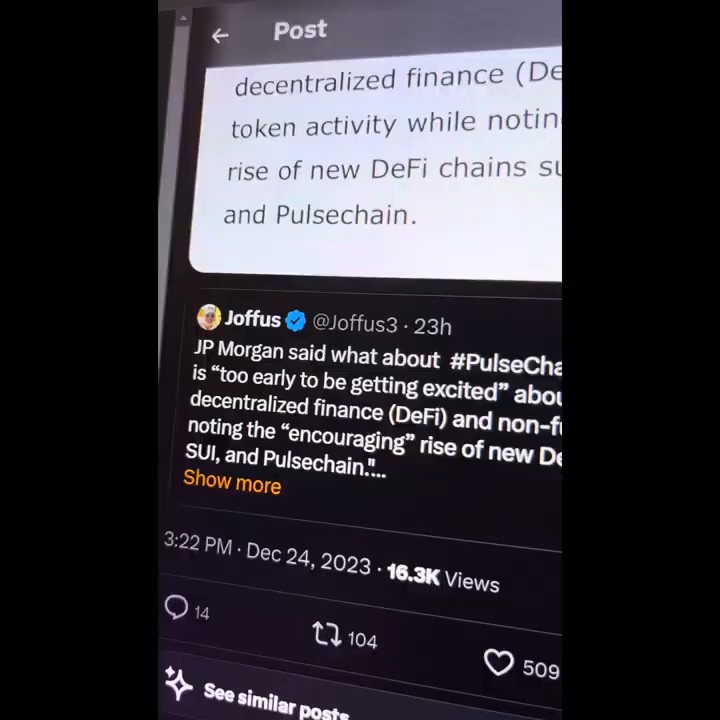 Post
decentralized finance (De
token activity while notin
rise of new DeFi chains su
and Pulsechain.
Joffus @Joffus3 · 23h
JP Morgan said what about #PulseCha
is “too early to be getting excited” abou
decentralized finance (DeFi) and non-f
noting the “encouraging” rise of new De
SUI, and Pulsechain."...
Show more
3:22 PM · Dec 24, 2023 · 16.3K Views
14 104 509
See similar posts